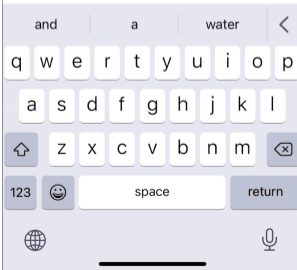 and a water
q w e r t y u i o p
a s d f g h j k l
z x c v b n m
123 space return